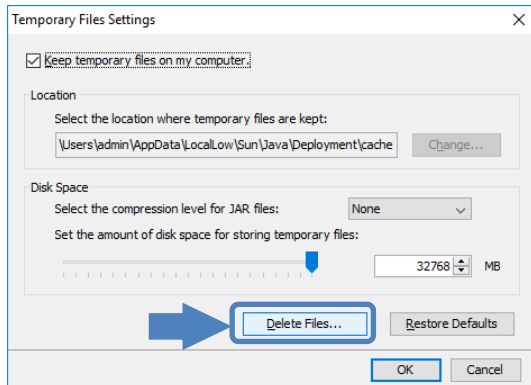 Temporary Files Settings
Keep temporary files on my computer.
Location
Select the location where temporary files are kept:
\Users\admin\AppData\LocalLow\Sun\Java\Deployment\cache
Change...
Disk Space
Select the compression level for JAR files:
None
Set the amount of disk space for storing temporary files:
32768 MB
Delete Files...
Restore Defaults
OK
Cancel